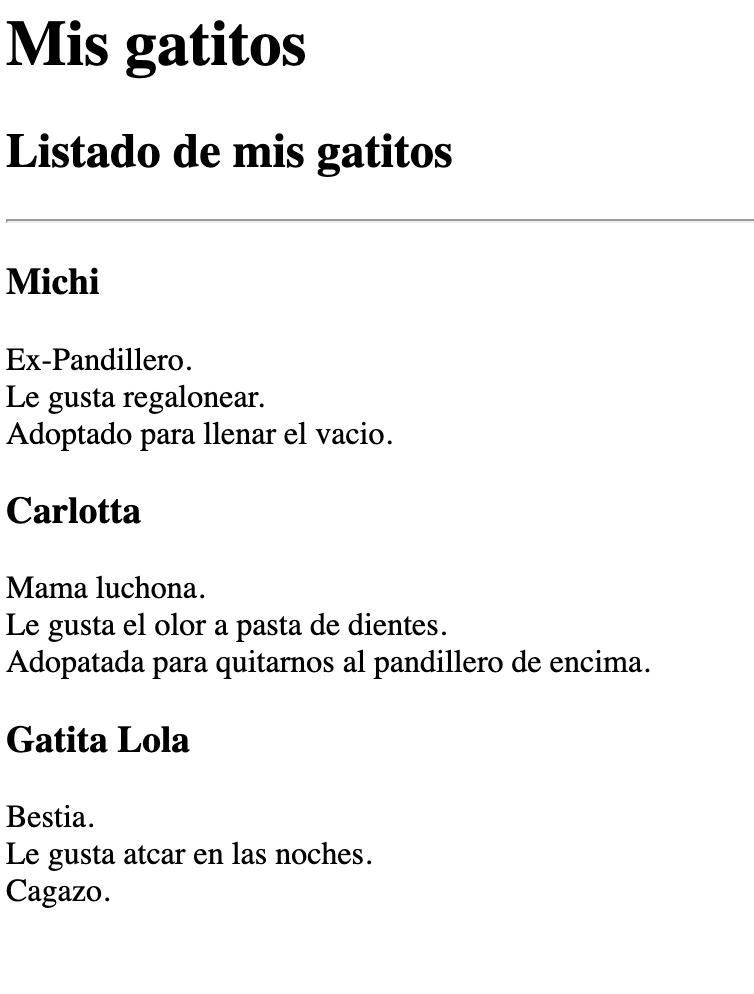 Mis gatitos
Listado de mis gatitos
Michi
Ex-Pandillero.
Le gusta regalonear.
Adoptado para llenar el vacio.
Carlotta
Mama luchona.
Le gusta el olor a pasta de dientes.
Adopatada para quitarnos al pandillero de encima.
Gatita Lola
Bestia.
Le gusta atcar en las noches.
Cagazo.